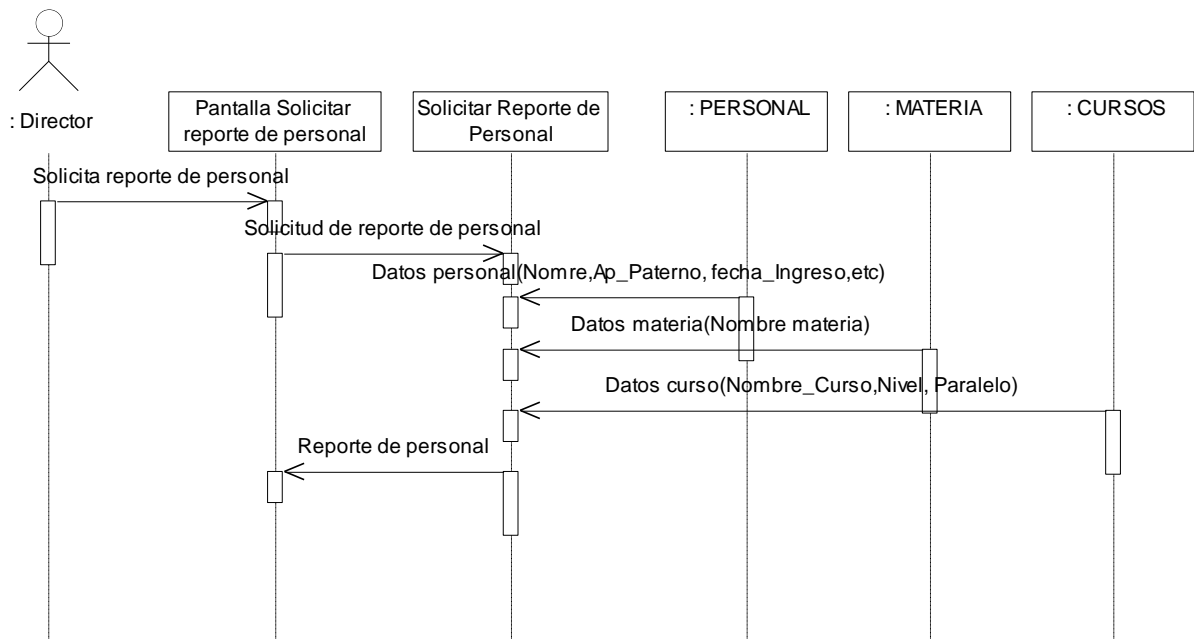 : Director
Pantalla Solicitar
reporte de personal
Solicitar Reporte de
Personal
: PERSONAL
: MATERIA
: CURSOS
Solicita reporte de personal
Solicitud de reporte de personal
Datos personal(Nomre,Ap_Paterno, fecha_Ingreso,etc)
Datos materia(Nombre materia)
Datos curso(Nombre_Curso,Nivel, Paralelo)
Reporte de personal